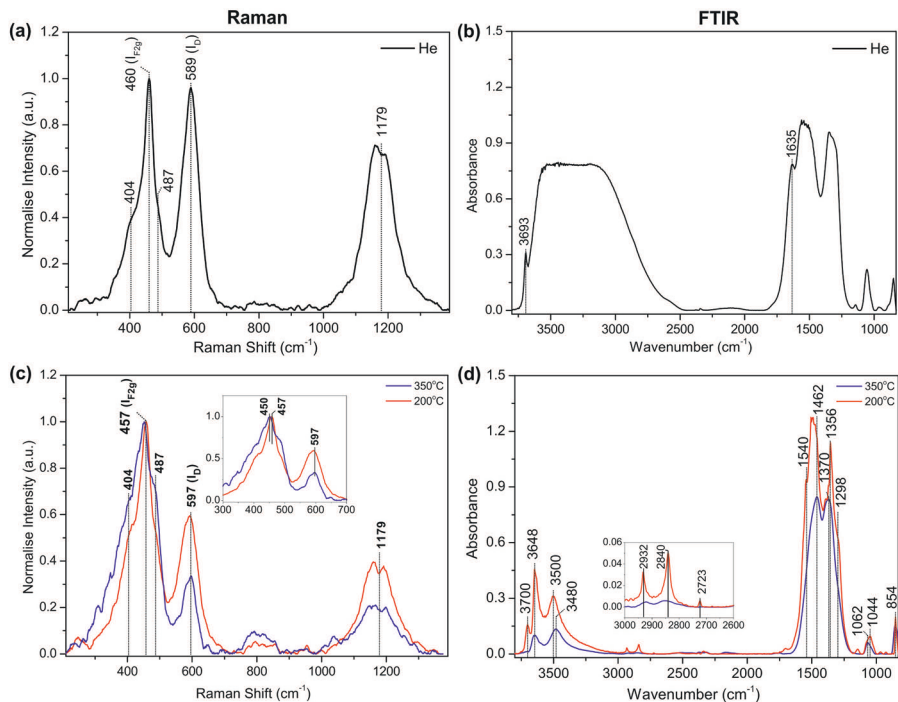 Raman
FTIR
(a)
He
460 (I_F2g)
589 (I_D)
1179
404
487
Normalise Intensity (a.u.)
1.0
0.8
0.6
0.4
0.2
0.0
400 600 800 1000 1200
Raman Shift (cm⁻¹)
(b)
He
3693
1635
Absorbance
1.5
1.2
0.9
0.6
0.3
0.0
3500 3000 2500 2000 1500 1000
Wavenumber (cm⁻¹)
(c)
350°C
200°C
457 (I_F2g)
404
487
597 (I_D)
1179
Normalise Intensity (a.u.)
1.0
0.8
0.6
0.4
0.2
0.0
400 600 800 1000 1200
Raman Shift (cm⁻¹)
450 457
597
1.0
0.5
0.0
300 400 500 600 700
(d)
350°C
200°C
3700
3648
3500
3480
1540
1462
1370
1356
1298
1062
1044
854
Absorbance
1.5
1.2
0.9
0.6
0.3
0.0
3500 3000 2500 2000 1500 1000
Wavenumber (cm⁻¹)
2932
2840
2723
0.06
0.04
0.02
0.00
3000 2900 2800 2700 2600